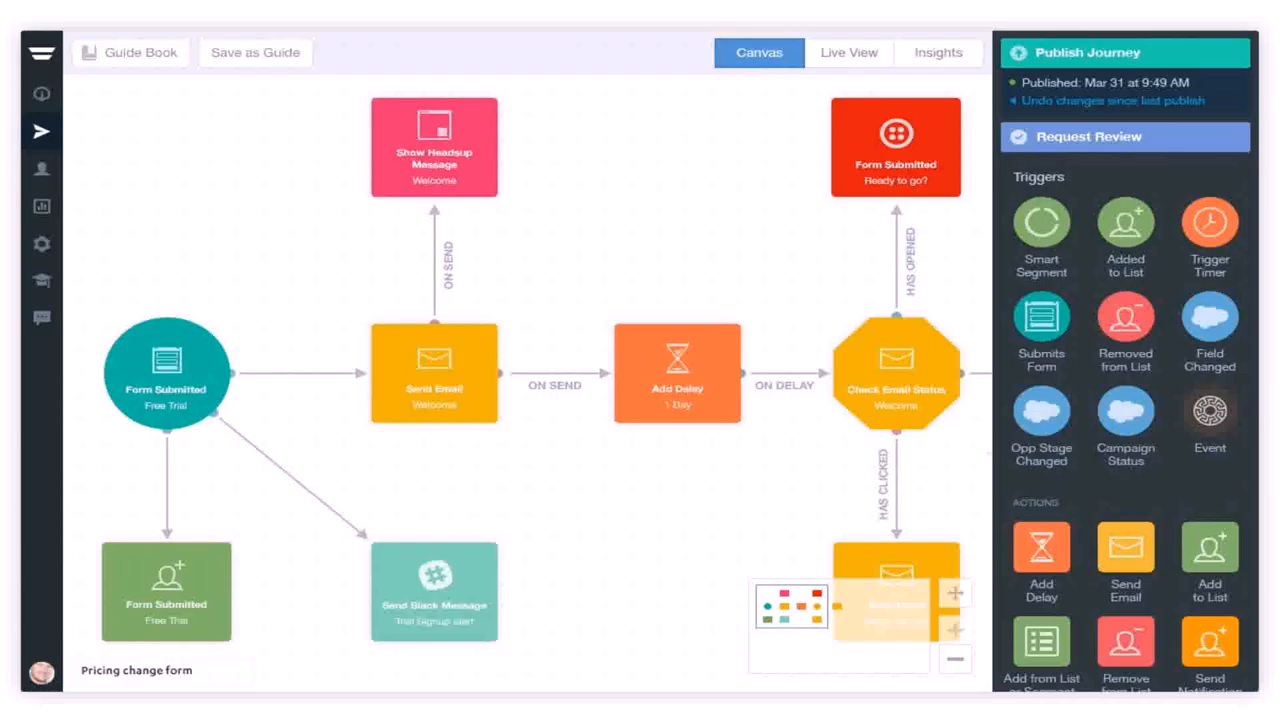 Guide Book
Save as Guide
Canvas
Live View
Insights
Publish Journey
Published: Mar 31 at 9:49 AM
Undo changes since last publish
Request Review
Show Headsup
Message
Welcome
Form Submitted
Ready to go?
ON SEND
HAS OPENED
Form Submitted
Free Trial
Send Email
Welcome
ON SEND
Add Delay
1 Day
ON DELAY
Check Email Status
Welcome
HAS CLICKED
Form Submitted
Free Trial
Send Slack Message
Trial Signup alert
Pricing change form
Triggers
Smart
Segment
Added
to List
Trigger
Timer
Submits
Form
Removed
from List
Field
Changed
Opp Stage
Changed
Campaign
Status
Event
ACTIONS
Add
Delay
Send
Email
Add
to List
Add from List
or Segment
Remove
from List
Send
Notification